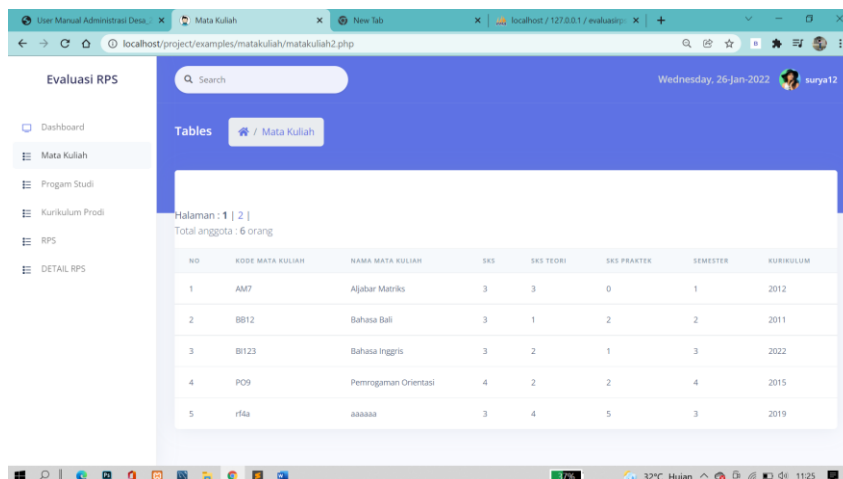 User Manual Administrasi Desa_
Mata Kuliah
New Tab
localhost / 127.0.0.1 / evaluasirps
localhost/project/examples/matakuliah/matakuliah2.php
Evaluasi RPS
Search
Wednesday, 26-Jan-2022
surya12
Dashboard
Mata Kuliah
Progam Studi
Kurikulum Prodi
RPS
DETAIL RPS
Tables
/ Mata Kuliah
Halaman : 1 | 2 |
Total anggota : 6 orang
NO KODE MATA KULIAH NAMA MATA KULIAH SKS SKS TEORI SKS PRAKTEK SEMESTER KURIKULUM
1 AM7 Aljabar Matriks 3 3 0 1 2012
2 BB12 Bahasa Bali 3 1 2 2 2011
3 BI123 Bahasa Inggris 3 2 1 3 2022
4 PO9 Pemrogaman Orientasi 4 2 2 4 2015
5 rf4a aaaaaa 3 4 5 3 2019
32°C Hujan
11:25